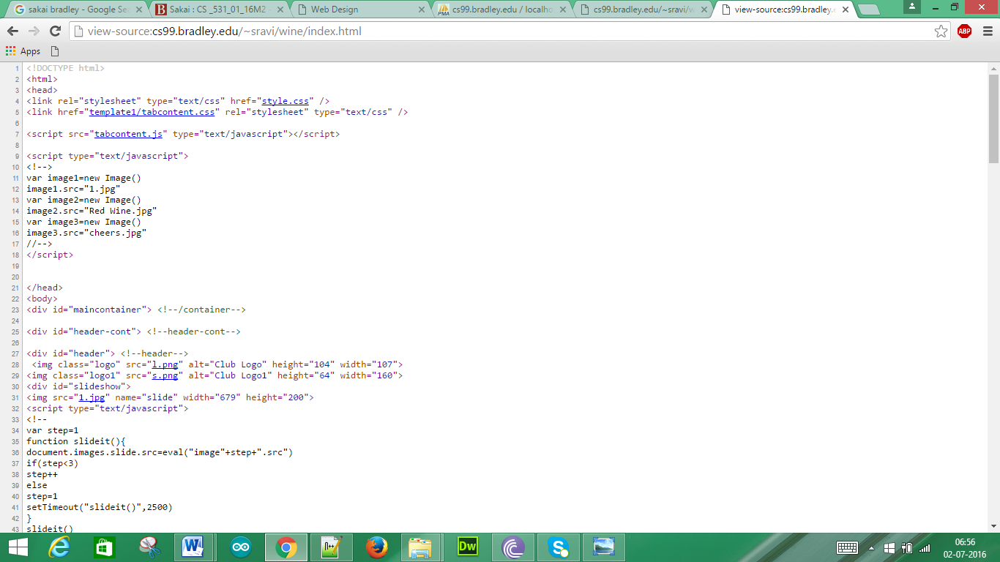 sakai bradley - Google Se
Sakai : CS _531_01_16M2
Web Design
cs99.bradley.edu / localho
cs99.bradley.edu/~sravi/w
view-source:cs99.bradley.e
view-source:cs99.bradley.edu/~sravi/wine/index.html
ABP
Apps
1 <!DOCTYPE html>
2 <html>
3 <head>
4 <link rel="stylesheet" type="text/css" href="style.css" />
5 <link href="template1/tabcontent.css" rel="stylesheet" type="text/css" />
6
7 <script src="tabcontent.js" type="text/javascript"></script>
8
9 <script type="text/javascript">
10 <!-->
11 var image1=new Image()
12 image1.src="1.jpg"
13 var image2=new Image()
14 image2.src="Red Wine.jpg"
15 var image3=new Image()
16 image3.src="cheers.jpg"
17 //-->
18 </script>
19
20
21 </head>
22 <body>
23 <div id="maincontainer"> <!--/container-->
24
25 <div id="header-cont"> <!--header-cont-->
26
27 <div id="header"> <!--header-->
28 <img class="logo" src="l.png" alt="Club Logo" height="104" width="107">
29 <img class="logo1" src="s.png" alt="Club Logo1" height="64" width="160">
30 <div id="slideshow">
31 <img src="1.jpg" name="slide" width="679" height="200">
32 <script type="text/javascript">
33 <!--
34 var step=1
35 function slideit(){
36 document.images.slide.src=eval("image"+step+".src")
37 if(step<3)
38 step++
39 else
40 step=1
41 setTimeout("slideit()",2500)
42 }
43 slideit()
Dw
06:56
02-07-2016